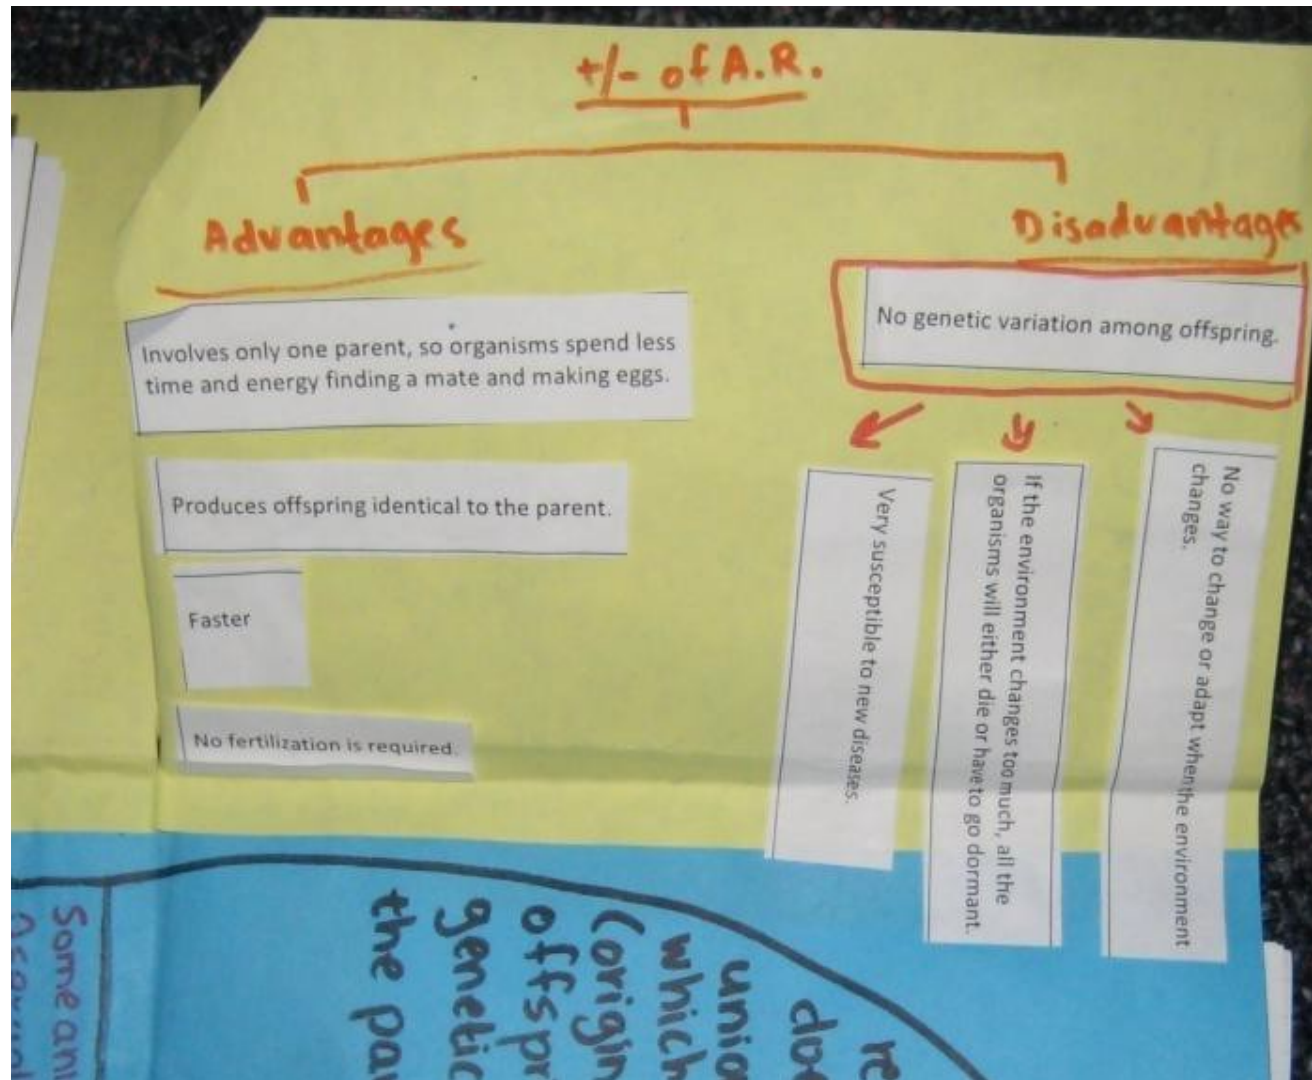 +/- of A.R.
Advantages
Disadvantages
Involves only one parent, so organisms spend less
time and energy finding a mate and making eggs.
Produces offspring identical to the parent.
Faster
No fertilization is required.
No genetic variation among offspring.
Very susceptible to new diseases.
If the environment changes too much, all the
organisms will either die or have to go dormant.
No way to change or adapt when the environment
changes.
re
doe
unio
which
(origin
offspr
genetic
the pa
Some